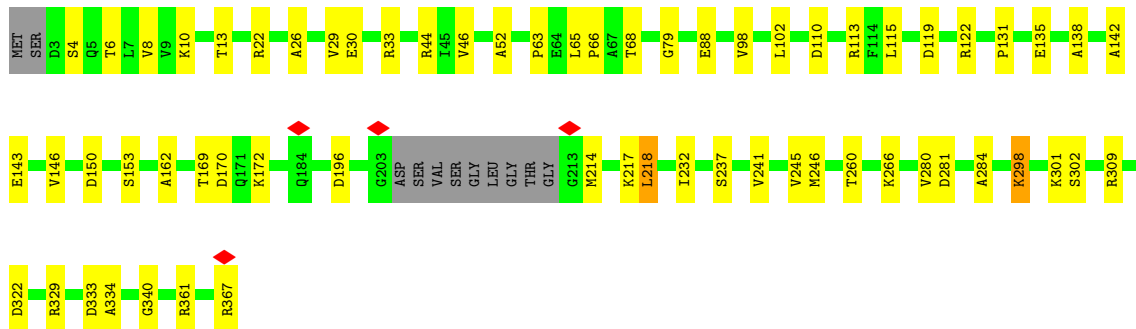 MET SER D3 S4 Q5 T6 L7 V8 V9 K10 T13 R22 A26 V29 E30 R33 R44 I45 V46 A52 P63 E64 L65 P66 A67 T68 G79 E88 V98 L102 D110 R113 F114 L115 D119 R122 P131 E135 A138 A142
E143 V146 D150 S153 A162 T169 D170 Q171 K172 Q184 D196 G203 ASP SER VAL SER GLY LEU GLY THR GLY G213 M214 K217 L218 I232 S237 V241 V245 M246 T260 K266 V280 D281 A284 K298 K301 S302 R309
D322 R329 D333 A334 G340 R361 R367